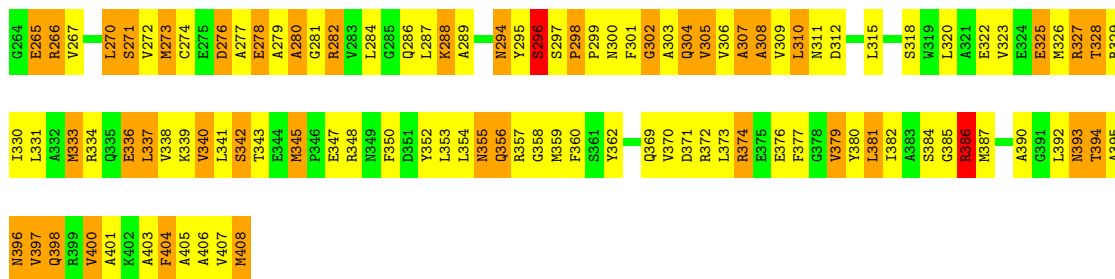 G264 E265 R266 V267 L270 S271 V272 M273 C274 E275 D276 A277 E278 A279 A280 G281 R282 V283 L284 G285 Q286 L287 K288 A289 N294 Y295 S296 S297 P298 P299 N300 F301 G302 A303 Q304 V305 V306 A307 A308 V309 L310 N311 D312 L315 S318 W319 L320 A321 E322 V323 E324 E325 M326 R327 T328 R329
I330 L331 A332 M333 R334 Q335 E336 L337 V338 K339 V340 L341 S342 T343 E344 M345 P346 E347 R348 N349 F350 D351 Y352 L353 L354 N355 Q356 R357 G358 M359 F360 S361 Y362 Q369 V370 D371 R372 L373 R374 E375 E376 F377 G378 V379 Y380 L381 I382 A383 S384 G385 R386 M387 A390 G391 L392 N393 T394 A395
N396 V397 Q398 R399 V400 A401 K402 A403 F404 A405 A406 V407 M408